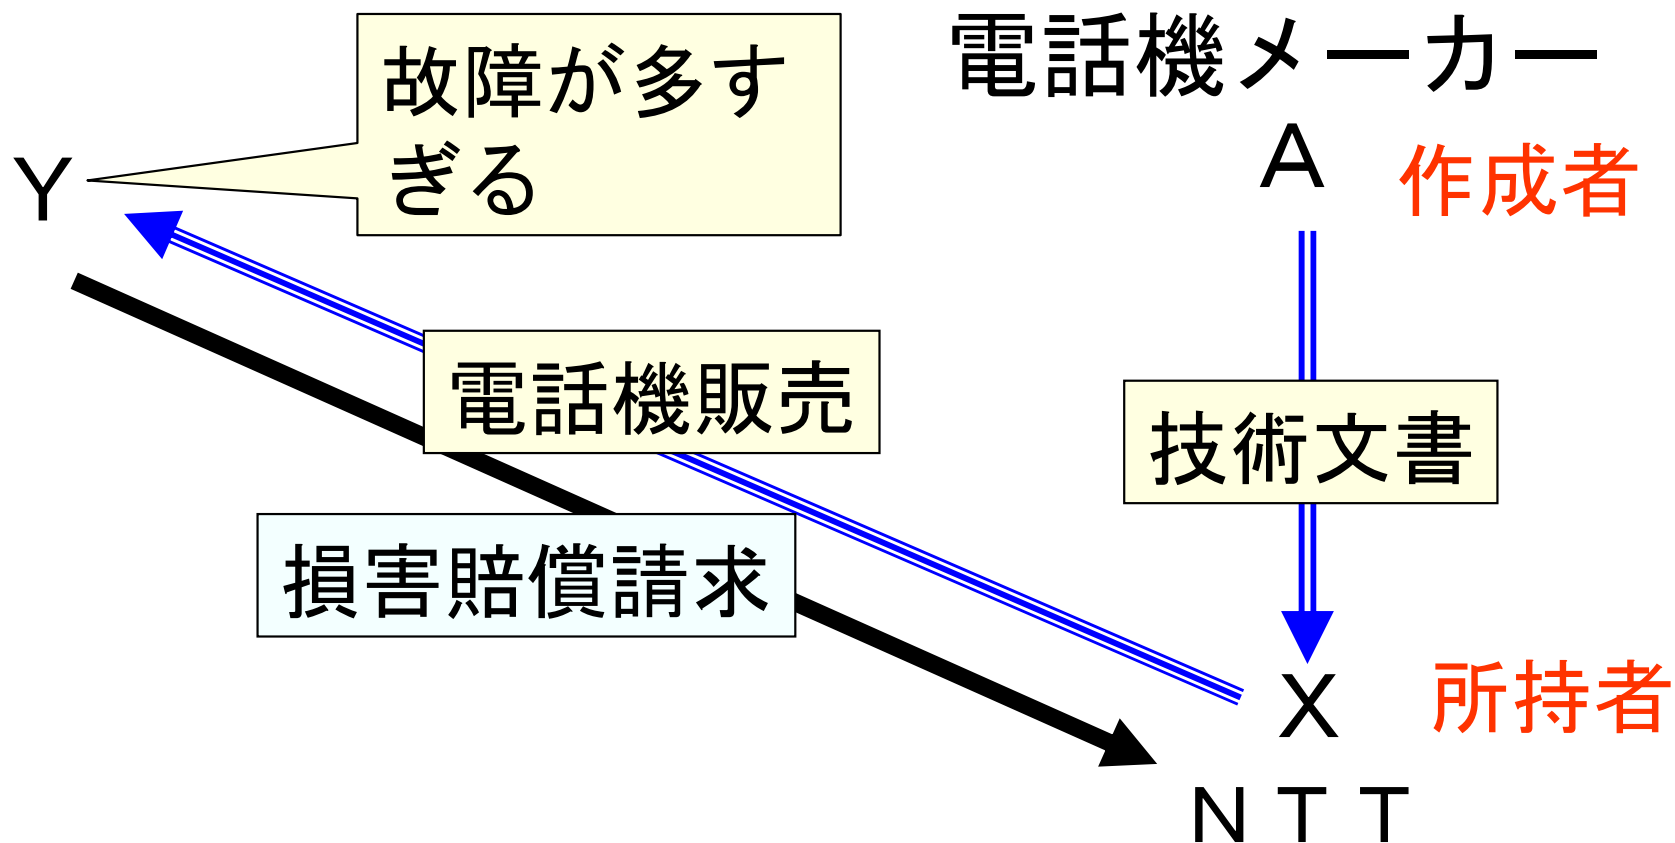 故障が多す
ぎる
Y
電話機メーカー
A
作成者
電話機販売
技術文書
損害賠償請求
X
所持者
ＮＴＴ